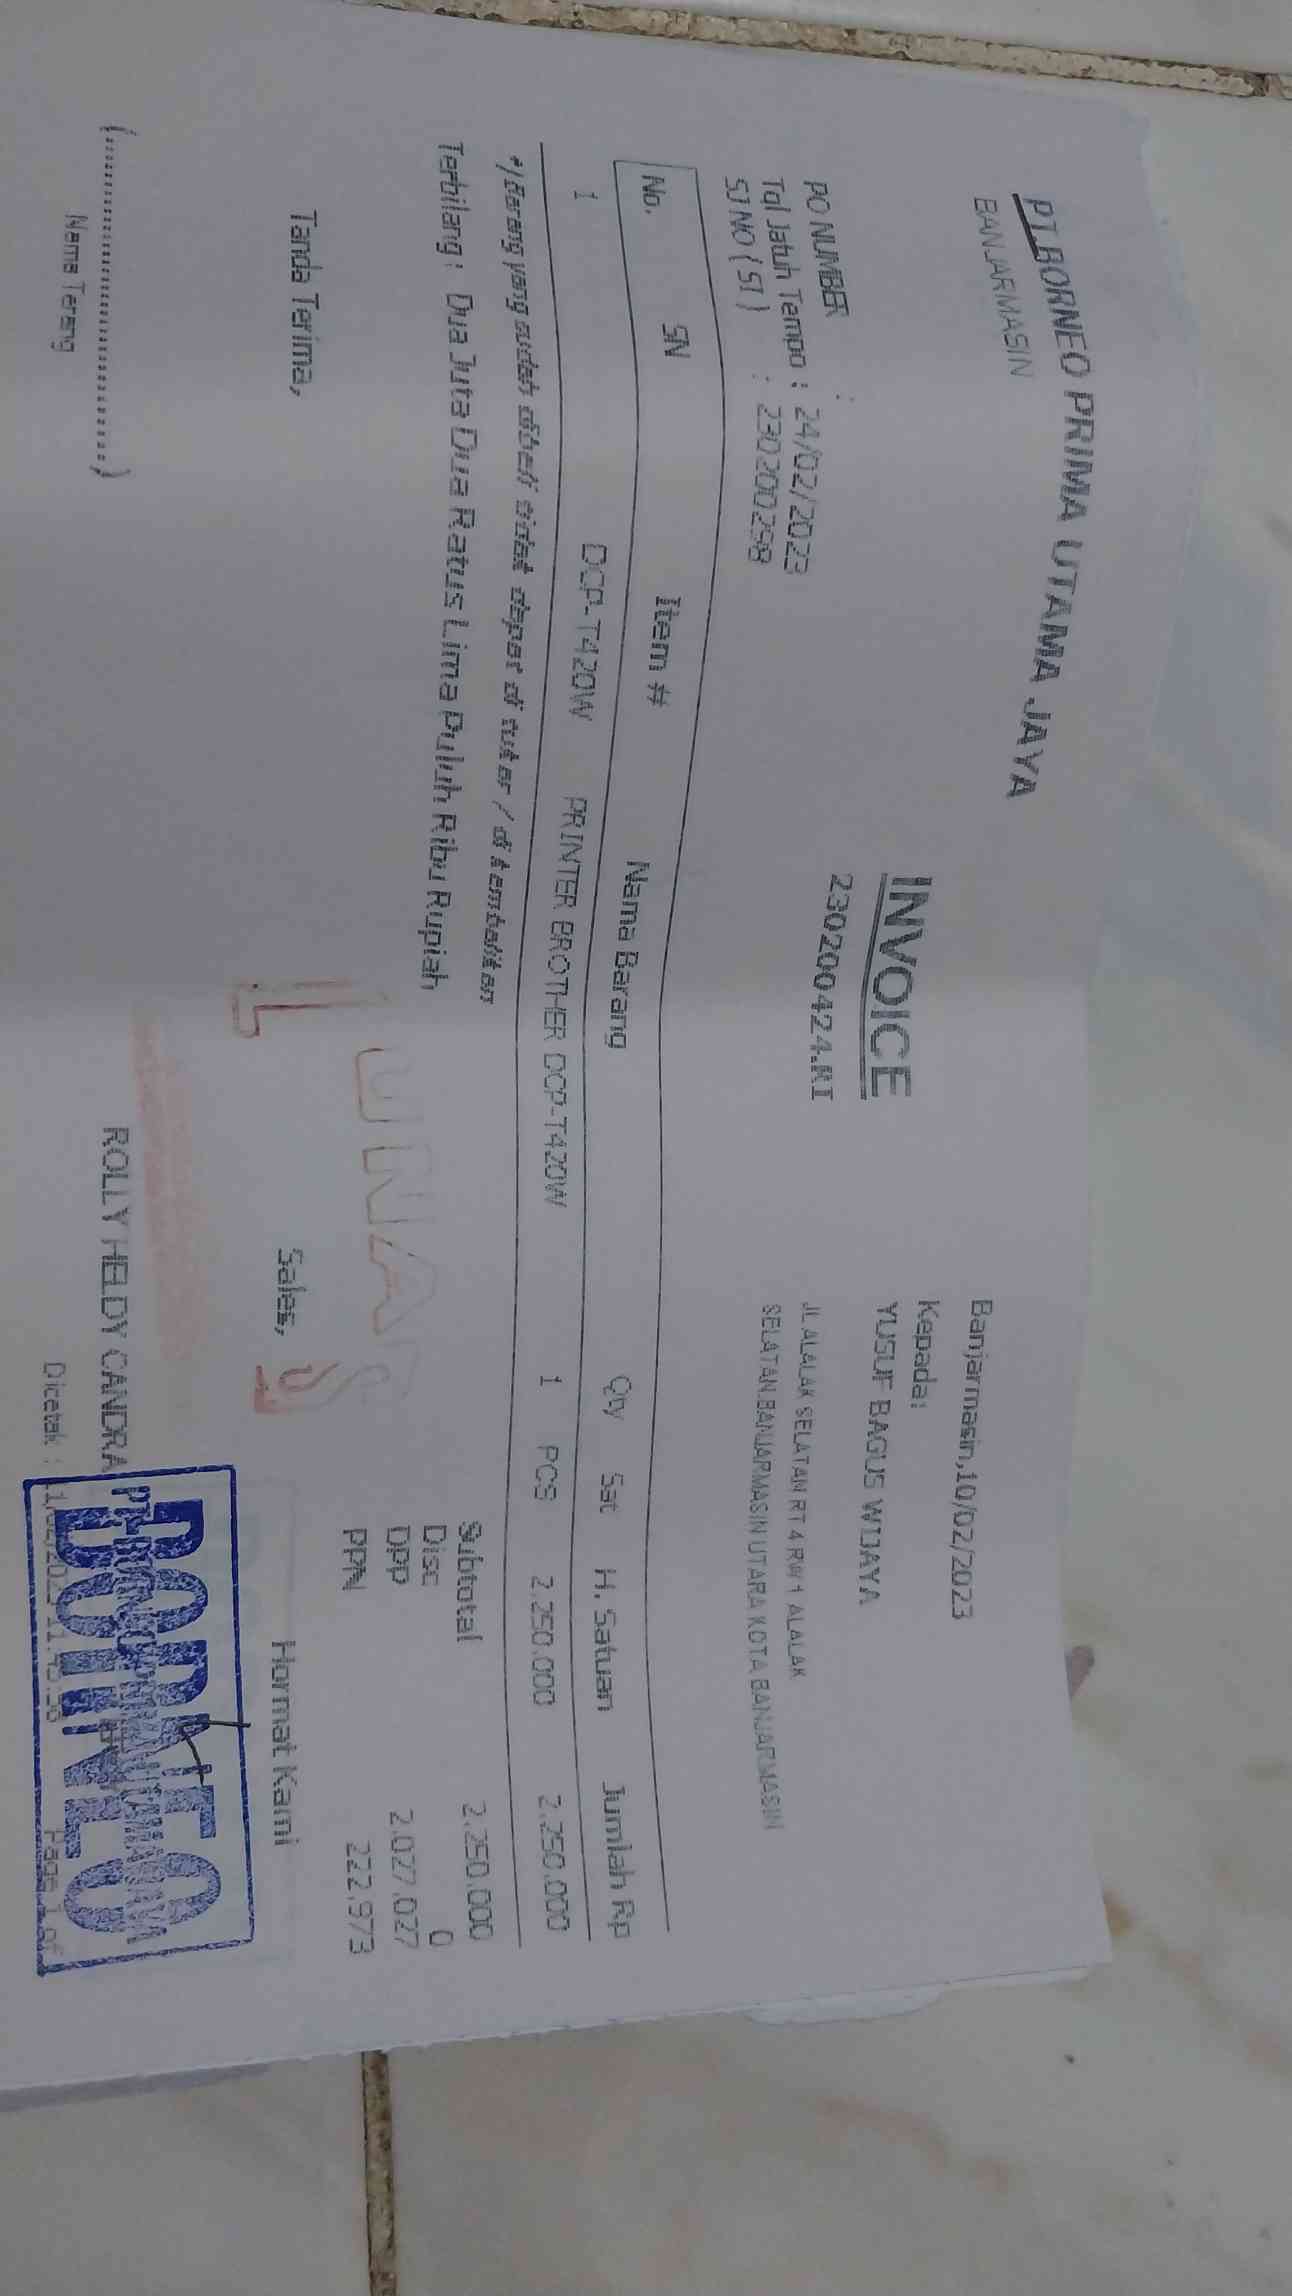 PT.BORNEO PRIMA UTAMA JAYA
BANJARMASIN
Banjarmasin,10/02/2023
INVOICE
230200424.RI
Kepada:
YUSUF BAGUS WIJAYA
JL ALALAK SELATAN RT 4 RW 1 ALALAK
SELATAN.BANJARMASIN UTARA KOTA BANJARMASIN
PO NUMBER :
Tgl Jatuh Tempo : 24/02/2023
SJ NO ( SI ) : 230200298
No. SN Item # Nama Barang Qty Sat H. Satuan Jumlah Rp
1 DCP-T420W PRINTER BROTHER DCP-T420W 1 PCS 2.250.000 2.250.000
*) Barang yang sudah dibeli tidak dapat di tukar / di kembalikan
Terbilang : Dua Juta Dua Ratus Lima Puluh Ribu Rupiah
Subtotal 2.250.000
Disc 0
DPP 2.027.027
PPN 222.973
LUNAS
Tanda Terima,
Sales,
Hormat Kami
(..............................)
Nama Terang
ROLLY HELDY CANDRA
BORNEO
BORNEO
Dicetak :
Page 1 of